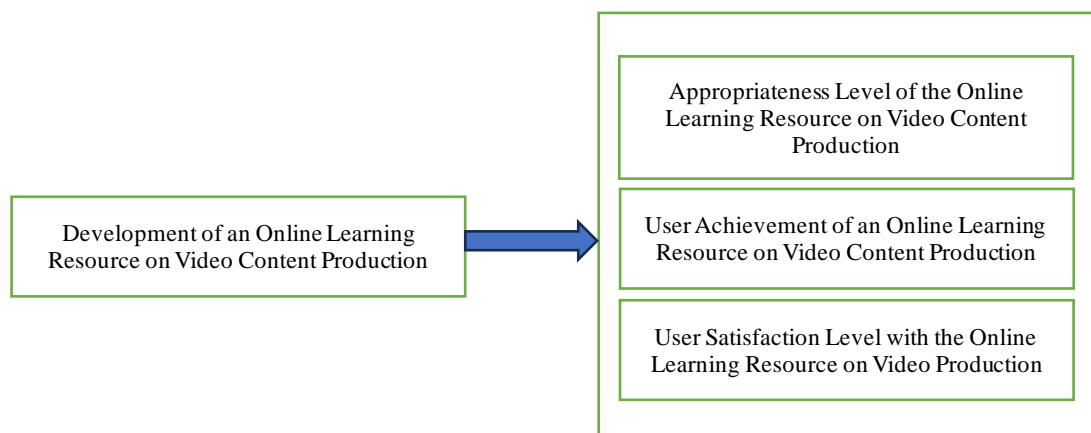 Development of an Online Learning
Resource on Video Content Production
Appropriateness Level of the Online
Learning Resource on Video Content
Production
User Achievement of an Online Learning
Resource on Video Content Production
User Satisfaction Level with the Online
Learning Resource on Video Production